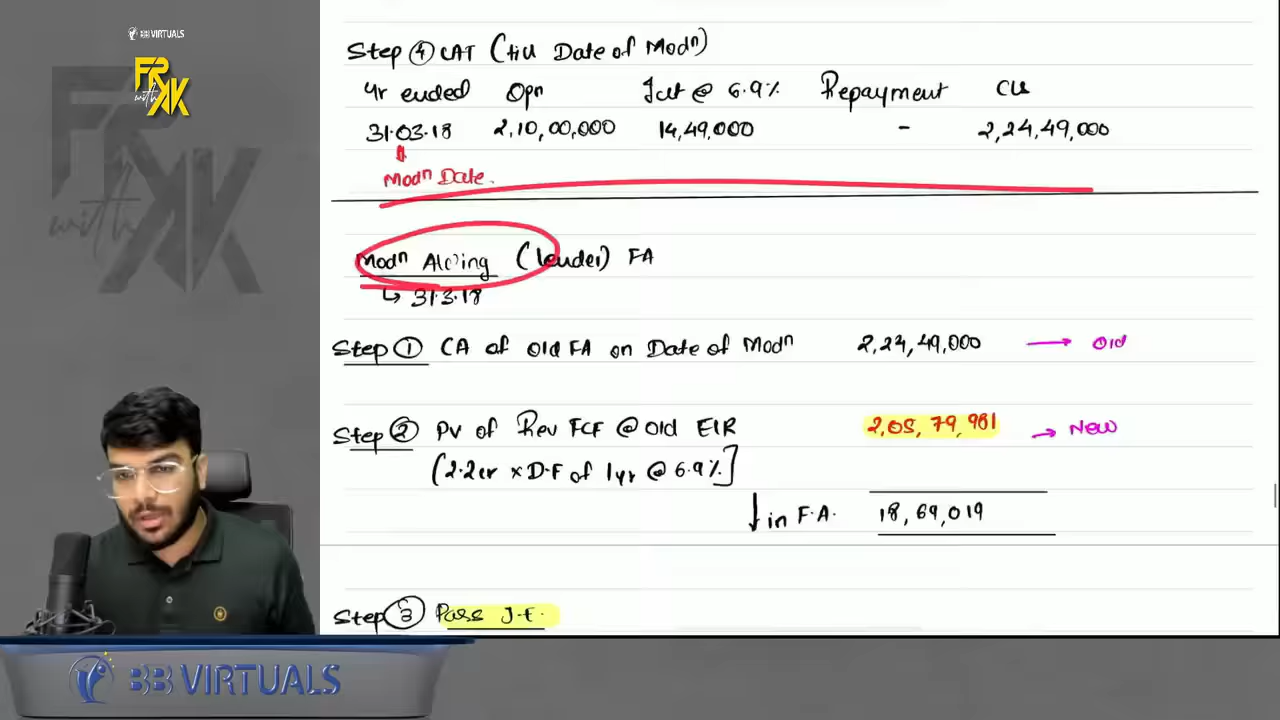 BB VIRTUALS
FR
with
AK
Step ④ LAT (till Date of Modn)
Yr ended Opn Int @ 6.9% Repayment Cls
31.03.18 2,10,00,000 14,49,000 - 2,24,49,000
Modn Date.
Modn (lender) FA
↳ 31.3.18
Step ① CA of Old FA on Date of Modn 2,24,49,000 → Old
Step ② PV of Rev FCF @ Old EIR 2,05,79,981 → New
(2.2cr × D.F of 1yr @ 6.9%]
↓ in F.A. 18,69,019
Step ③ Pass J.E.
BB VIRTUALS